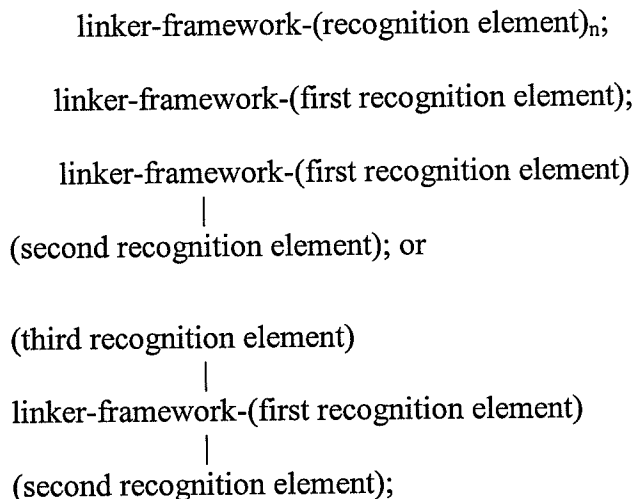 linker-framework-(recognition element)n;
linker-framework-(first recognition element);
linker-framework-(first recognition element)
|
(second recognition element); or
(third recognition element)
|
linker-framework-(first recognition element)
|
(second recognition element);